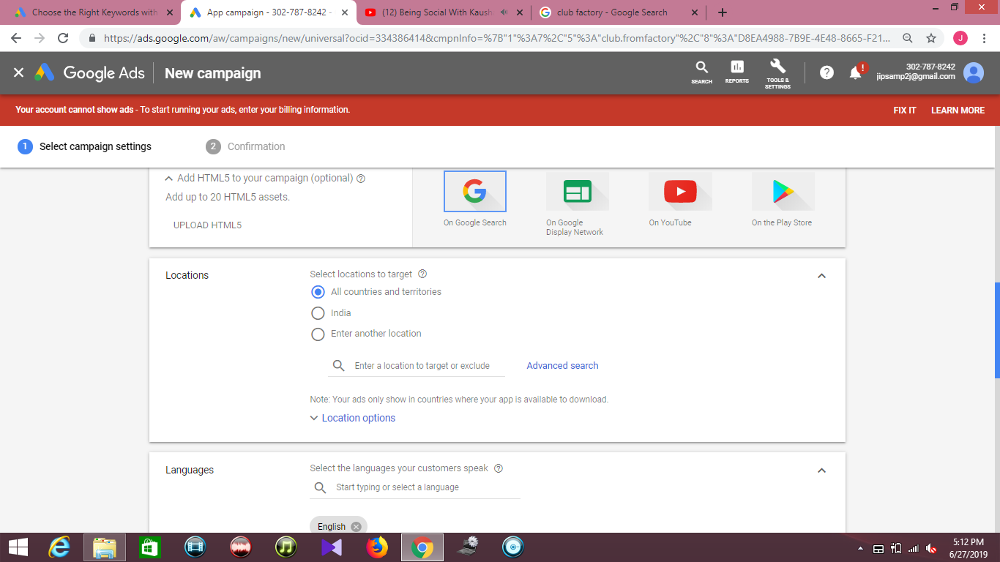 Choose the Right Keywords with
App campaign - 302-787-8242 -
(12) Being Social With Kaush
club factory - Google Search
https://ads.google.com/aw/campaigns/new/universal?ocid=334386414&cmpnInfo=%7B"1"%3A7%2C"5"%3A"club.fromfactory"%2C"8"%3A"D8EA4988-7B9E-4E48-8665-F21...
J
Google Ads
New campaign
SEARCH
REPORTS
TOOLS &
SETTINGS
?
!
302-787-8242
jipsamp2j@gmail.com
Your account cannot show ads - To start running your ads, enter your billing information.
FIX IT
LEARN MORE
1 Select campaign settings
2 Confirmation
Add HTML5 to your campaign (optional) ?
Add up to 20 HTML5 assets.
UPLOAD HTML5
On Google Search
On Google
Display Network
On YouTube
On the Play Store
Locations
Select locations to target ?
All countries and territories
India
Enter another location
Enter a location to target or exclude
Advanced search
Note: Your ads only show in countries where your app is available to download.
Location options
Languages
Select the languages your customers speak ?
Start typing or select a language
English
5:12 PM
6/27/2019